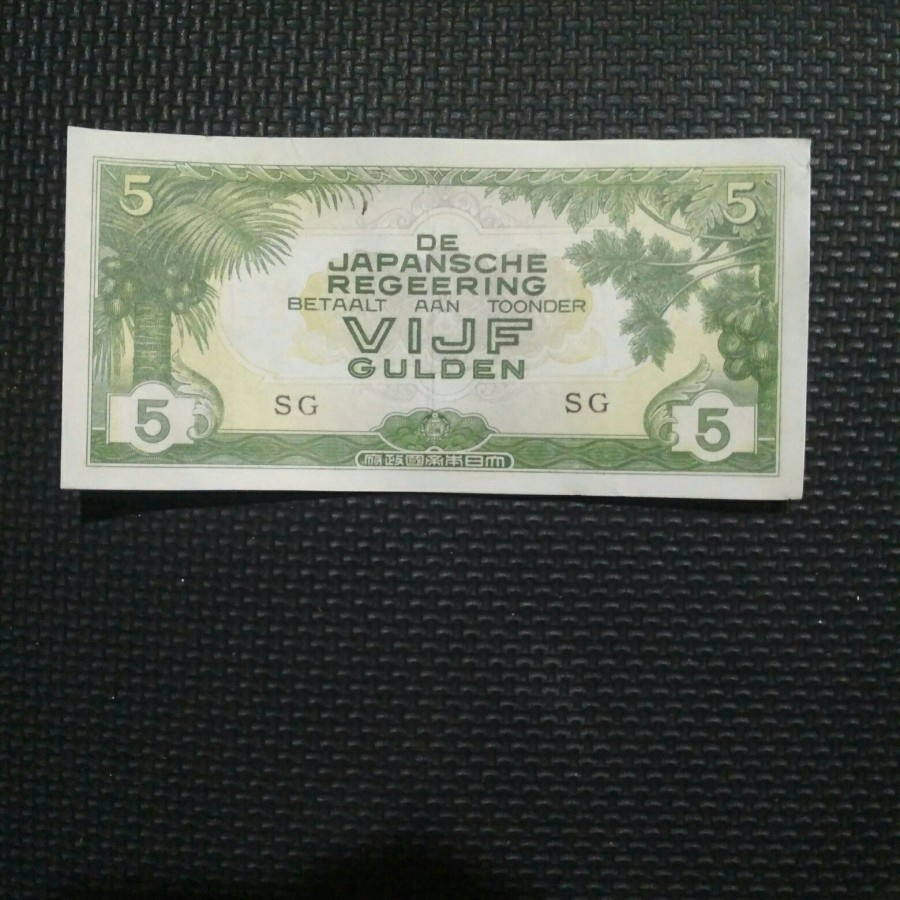 5 5
DE
JAPANSCHE
REGEERING
BETAALT AAN TOONDER
VIJF
GULDEN
SG SG
5 5
府政國帝本日大